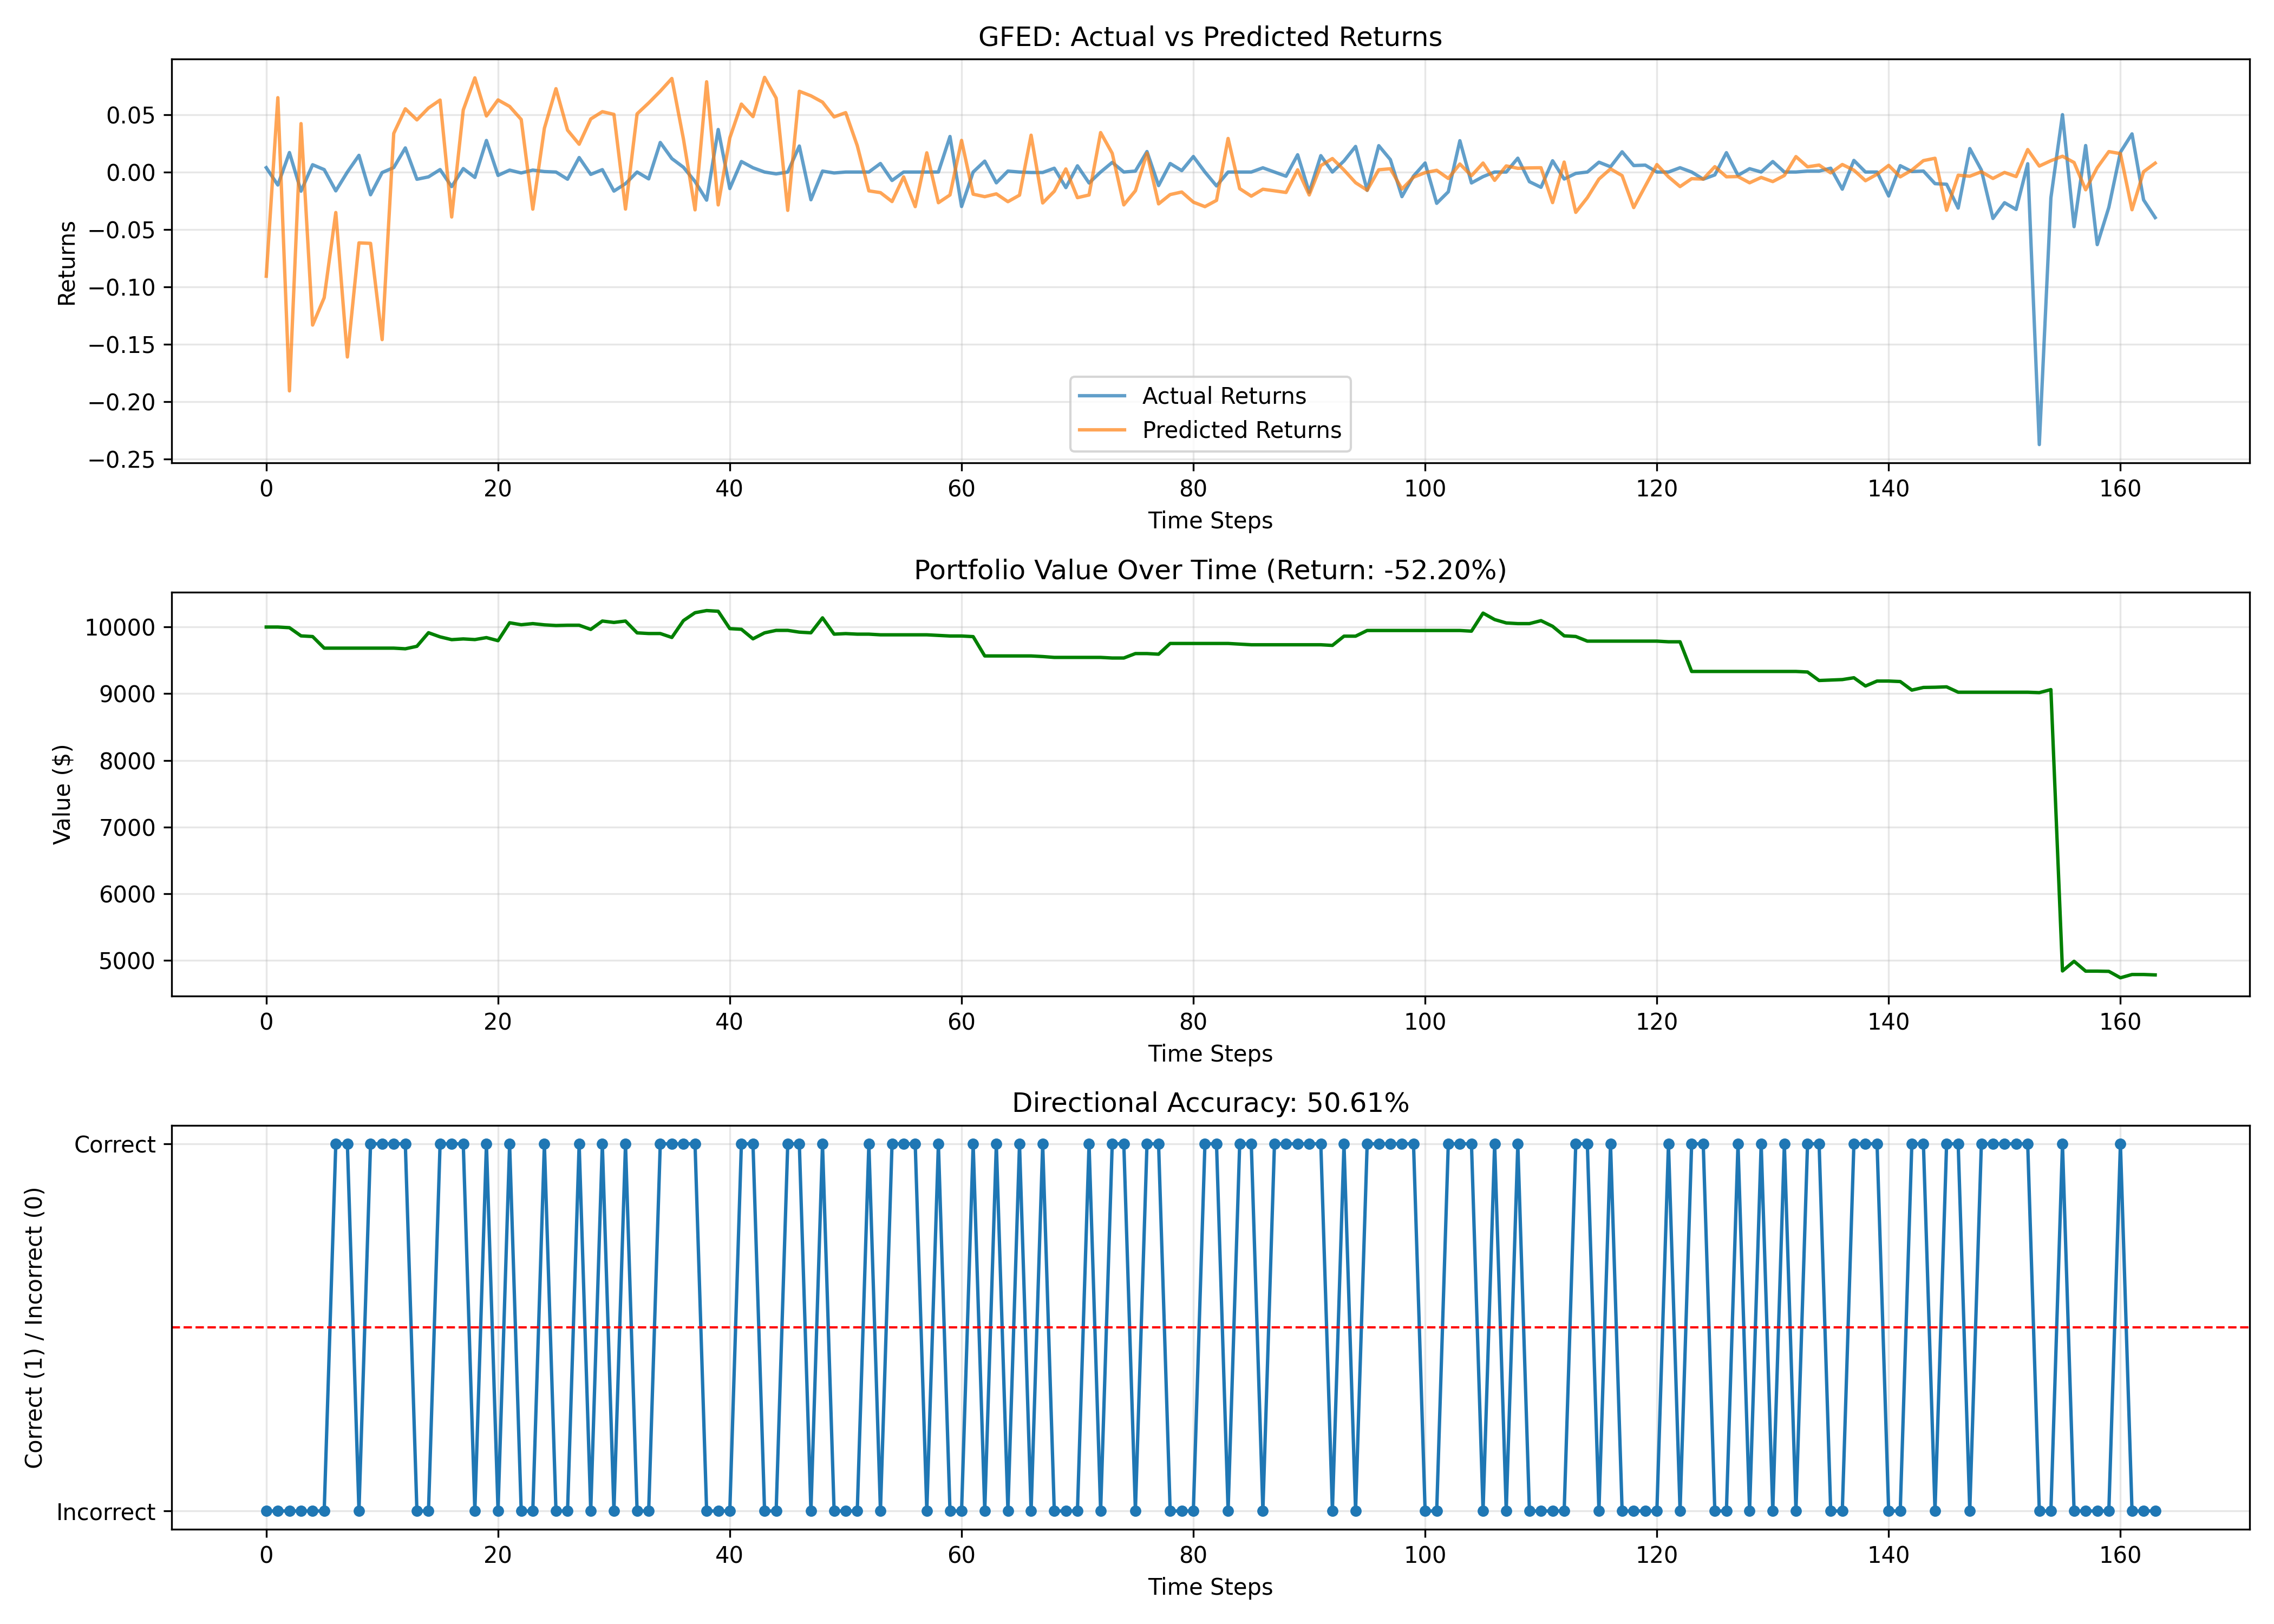 GFED: Actual vs Predicted Returns
Returns
0.05
0.00
−0.05
−0.10
−0.15
−0.20
−0.25
Actual Returns
Predicted Returns
0 20 40 60 80 100 120 140 160
Time Steps
Portfolio Value Over Time (Return: -52.20%)
Value ($)
10000
9000
8000
7000
6000
5000
0 20 40 60 80 100 120 140 160
Time Steps
Directional Accuracy: 50.61%
Correct (1) / Incorrect (0)
Correct
Incorrect
0 20 40 60 80 100 120 140 160
Time Steps